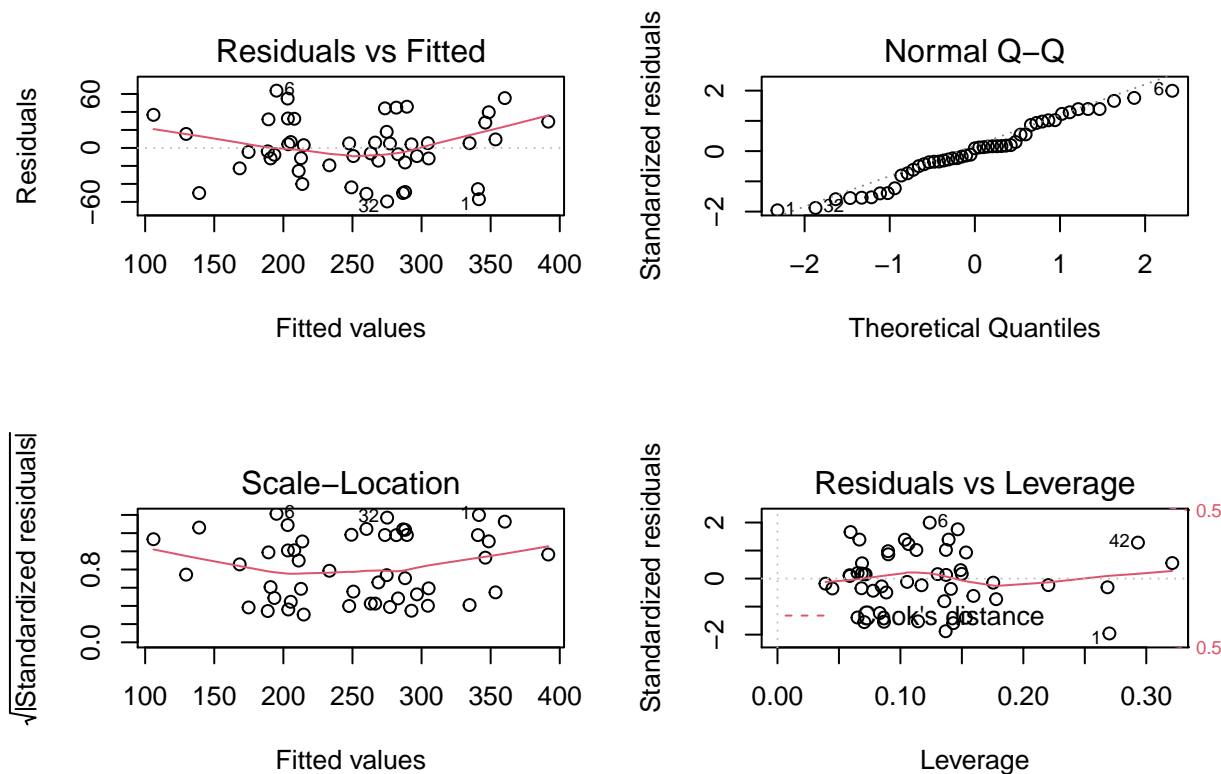 Residuals vs Fitted
Residuals
60
0
−60
6
32
1
100 150 200 250 300 350 400
Fitted values
Normal Q−Q
Standardized residuals
2
0
−2
6
1
32
−2 −1 0 1 2
Theoretical Quantiles
Scale−Location
√|Standardized residuals|
0.8
0.0
6
32
1
100 150 200 250 300 350 400
Fitted values
Residuals vs Leverage
Standardized residuals
2
0
−2
6
42
1
0.5
0.5
Cook's distance
0.00 0.10 0.20 0.30
Leverage